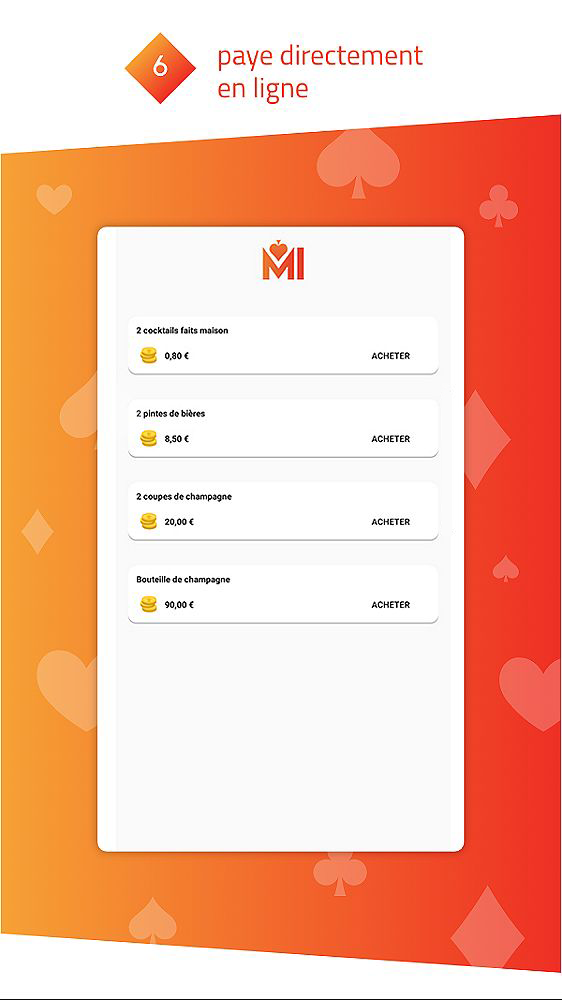 6
paye directement
en ligne
MI
2 cocktails faits maison
0,80 €
ACHETER
2 pintes de bières
8,50 €
ACHETER
2 coupes de champagne
20,00 €
ACHETER
Bouteille de champagne
90,00 €
ACHETER